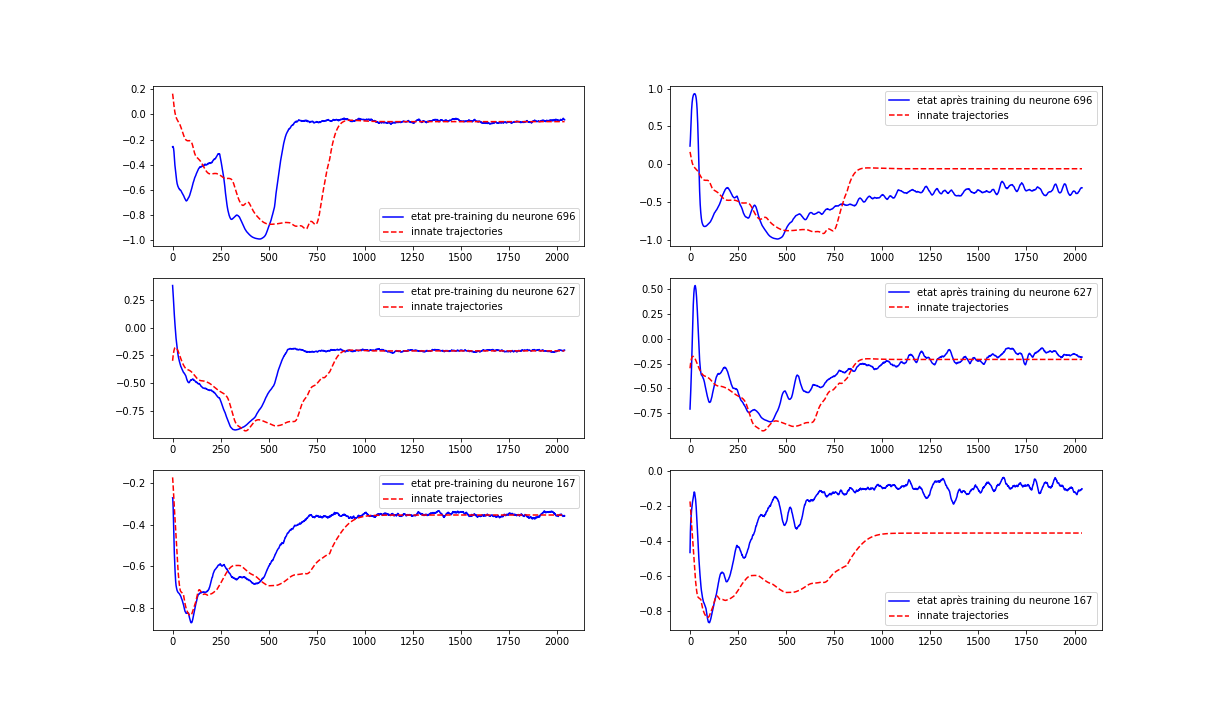 0.2
0.0
−0.2
−0.4
−0.6
−0.8
−1.0
0 250 500 750 1000 1250 1500 1750 2000
etat pre-training du neurone 696
innate trajectories
1.0
0.5
0.0
−0.5
−1.0
0 250 500 750 1000 1250 1500 1750 2000
etat après training du neurone 696
innate trajectories
0.25
0.00
−0.25
−0.50
−0.75
0 250 500 750 1000 1250 1500 1750 2000
etat pre-training du neurone 627
innate trajectories
0.50
0.25
0.00
−0.25
−0.50
−0.75
0 250 500 750 1000 1250 1500 1750 2000
etat après training du neurone 627
innate trajectories
−0.2
−0.4
−0.6
−0.8
0 250 500 750 1000 1250 1500 1750 2000
etat pre-training du neurone 167
innate trajectories
0.0
−0.2
−0.4
−0.6
−0.8
0 250 500 750 1000 1250 1500 1750 2000
etat après training du neurone 167
innate trajectories